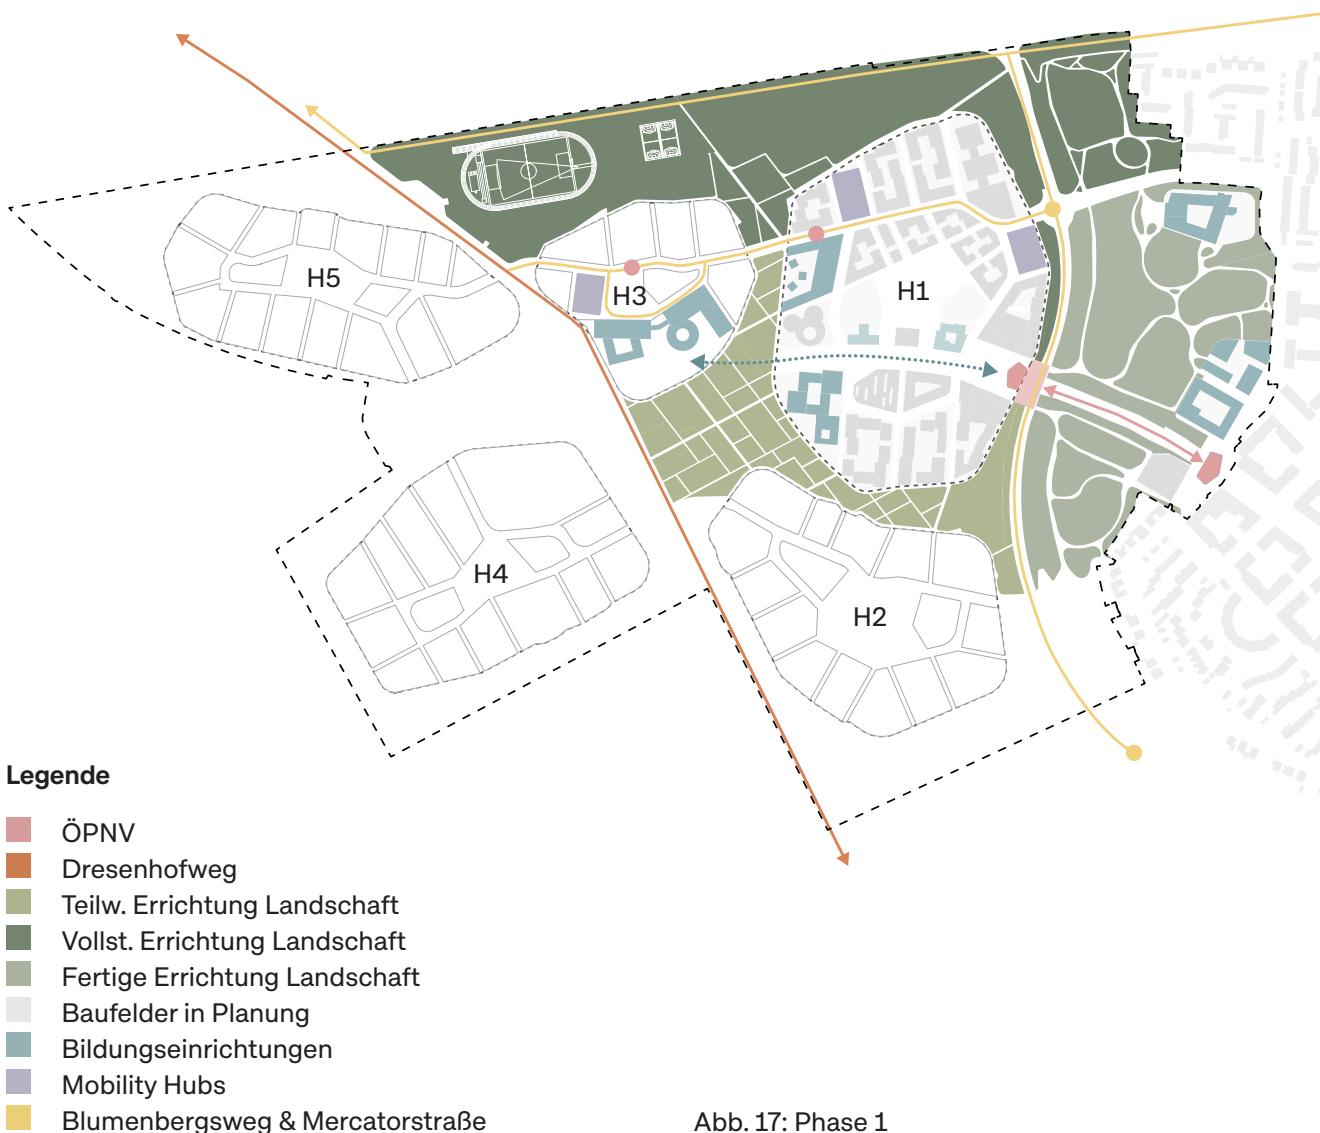 H5
H3
H1
H4
H2
Legende
ÖPNV
Dresenhofweg
Teilw. Errichtung Landschaft
Vollst. Errichtung Landschaft
Fertige Errichtung Landschaft
Baufelder in Planung
Bildungseinrichtungen
Mobility Hubs
Blumenbergsweg & Mercatorstraße
Abb. 17: Phase 1